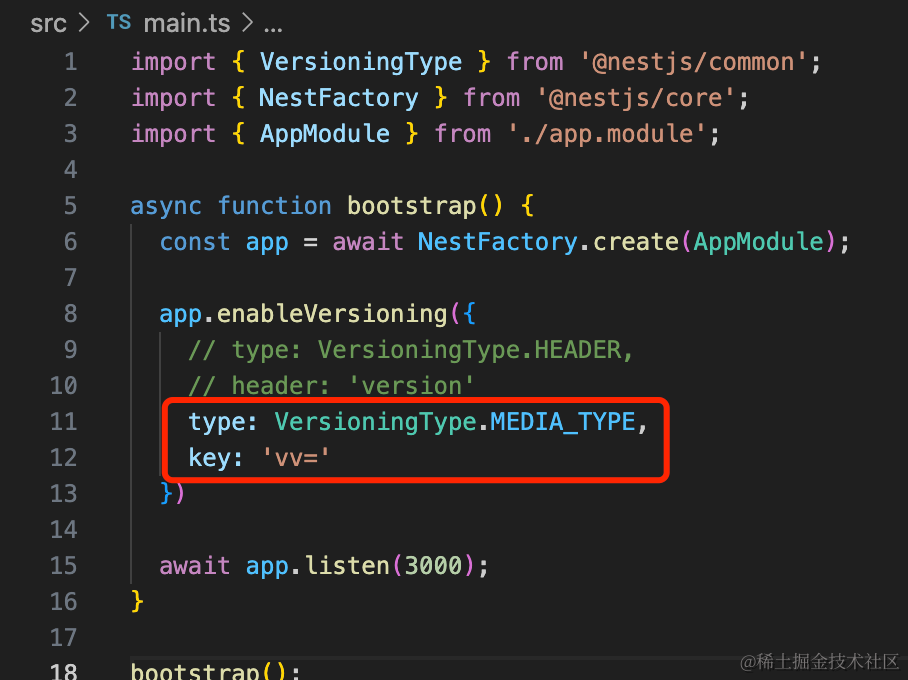 src > TS main.ts > ...
1 import { VersioningType } from '@nestjs/common';
2 import { NestFactory } from '@nestjs/core';
3 import { AppModule } from './app.module';
4
5 async function bootstrap() {
6   const app = await NestFactory.create(AppModule);
7
8   app.enableVersioning({
9     // type: VersioningType.HEADER,
10     // header: 'version'
11     type: VersioningType.MEDIA_TYPE,
12     key: 'vv='
13   })
14
15   await app.listen(3000);
16 }
17
18 bootstrap();
@稀土掘金技术社区